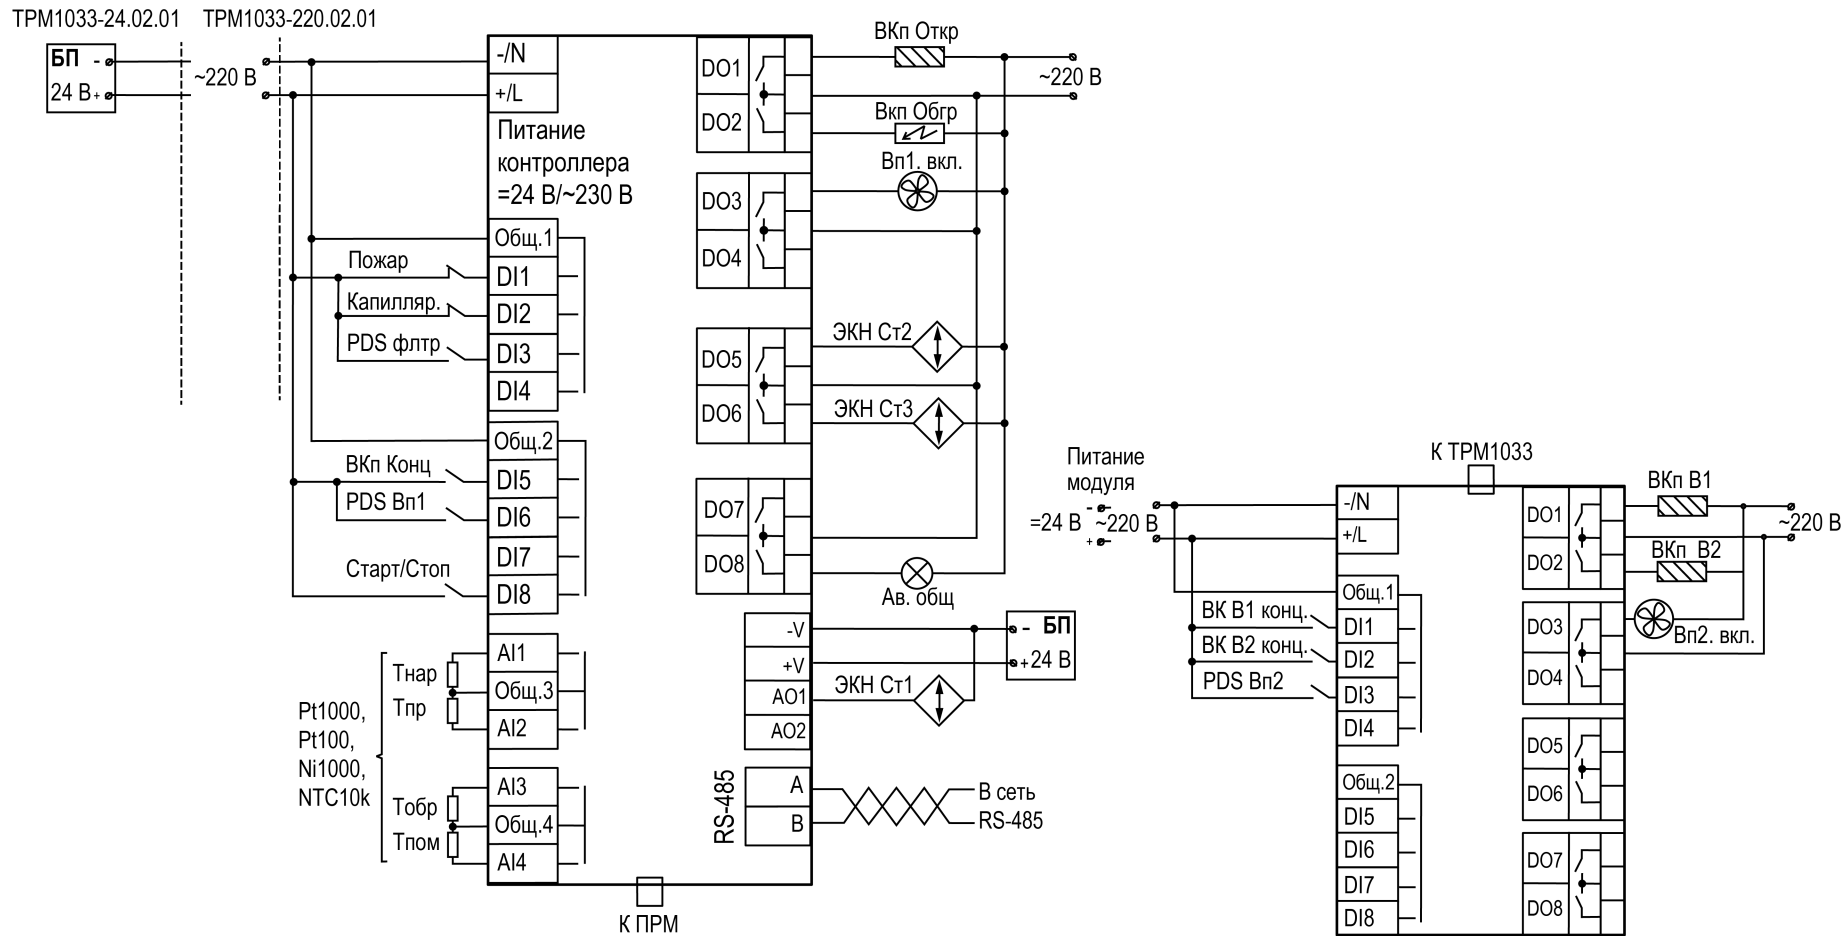 ТРМ1033-24.02.01
ТРМ1033-220.02.01
БП -
24 В +
~220 В
-/N
+/L
Питание
контроллера
=24 В/~230 В
Общ.1
DI1
DI2
DI3
DI4
Пожар
Капилляр.
PDS флтр
Общ.2
DI5
DI6
DI7
DI8
ВКп Конц
PDS Вп1
Старт/Стоп
AI1
Общ.3
AI2
Тнар
Тпр
Pt1000,
Pt100,
Ni1000,
NTC10k
AI3
Общ.4
AI4
Тобр
Тпом
К ПРМ
DO1
DO2
DO3
DO4
DO5
DO6
DO7
DO8
ВКп Откр
~220 В
Вкп Обгр
Вп1. вкл.
ЭКН Ст2
ЭКН Ст3
Ав. общ
-V
+V
AO1
AO2
- БП
+ 24 В
ЭКН Ст1
RS-485
A
B
В сеть
RS-485
К ТРМ1033
Питание
модуля
-
=24 В ~220 В
+
-/N
+/L
Общ.1
DI1
DI2
DI3
DI4
ВК В1 конц.
ВК В2 конц.
PDS Вп2
Общ.2
DI5
DI6
DI7
DI8
DO1
DO2
DO3
DO4
DO5
DO6
DO7
DO8
ВКп В1
~220 В
ВКп В2
Вп2. вкл.